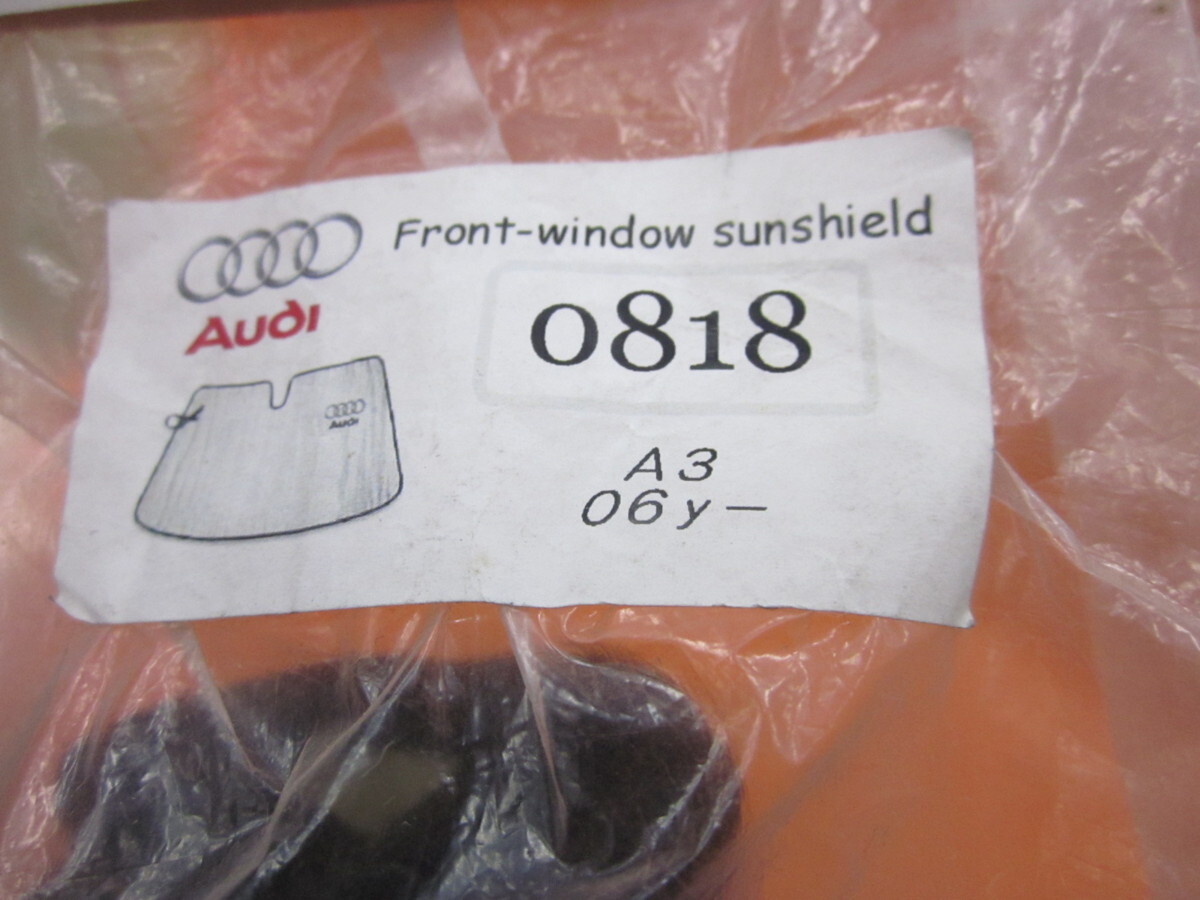 Front-window sunshield
Audi
0818
Audi
A3
06y-